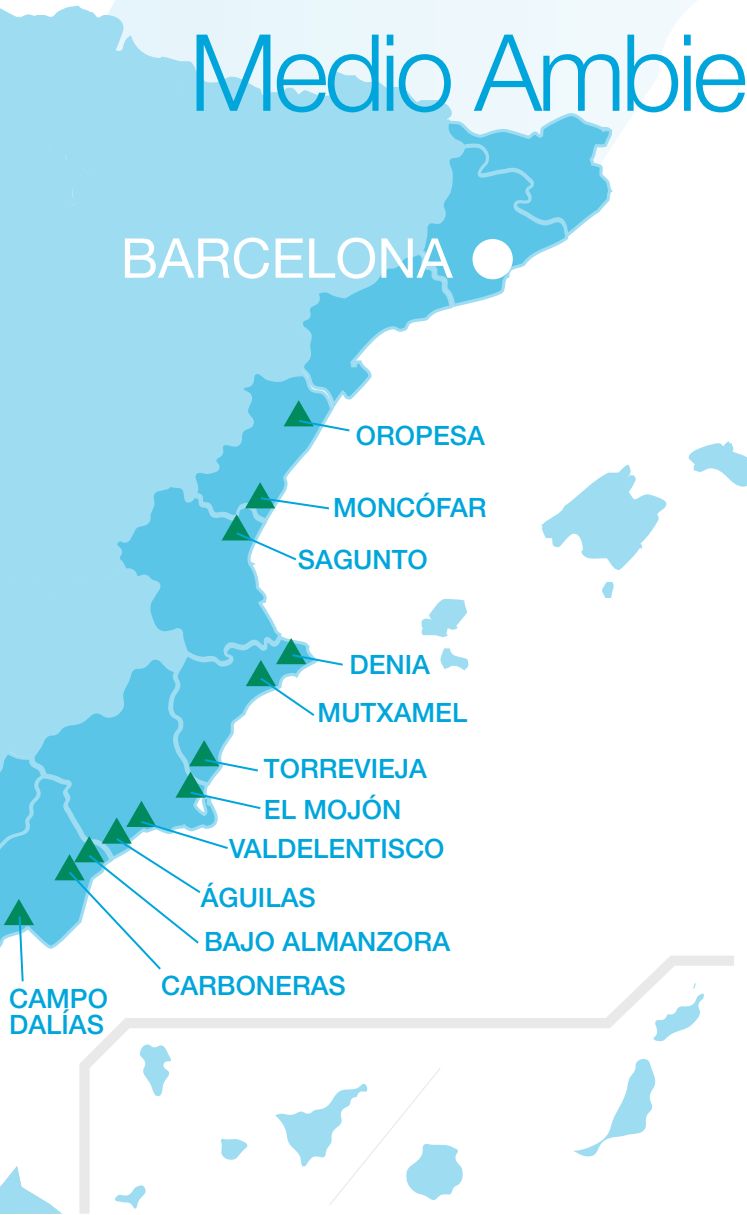 Medio Ambie
BARCELONA
OROPESA
MONCÓFAR
SAGUNTO
DENIA
MUTXAMEL
TORREVIEJA
EL MOJÓN
VALDELENTISCO
ÁGUILAS
BAJO ALMANZORA
CARBONERAS
CAMPO
DALÍAS